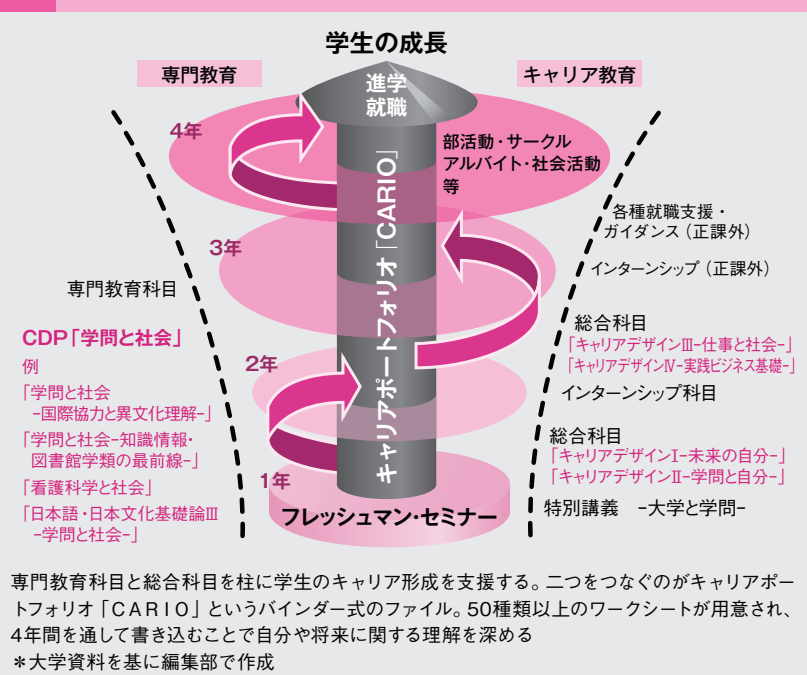 学生の成長
専門教育
キャリア教育
進学
就職
4年
部活動・サークル
アルバイト・社会活動
等
各種就職支援・
ガイダンス（正課外）
3年
インターンシップ（正課外）
専門教育科目
CDP「学問と社会」
例
「学問と社会
-国際協力と異文化理解-」
「学問と社会-知識情報・
図書館学類の最前線-」
「看護科学と社会」
「日本語・日本文化基礎論Ⅲ
-学問と社会-」
総合科目
「キャリアデザインⅢ-仕事と社会-」
「キャリアデザインⅣ-実践ビジネス基礎-」
インターンシップ科目
2年
総合科目
「キャリアデザインⅠ-未来の自分-」
「キャリアデザインⅡ-学問と自分-」
特別講義　-大学と学問-
1年
キャリアポートフォリオ「CARIO」
フレッシュマン・セミナー
専門教育科目と総合科目を柱に学生のキャリア形成を支援する。二つをつなぐのがキャリアポー
トフォリオ「ＣＡＲＩＯ」というバインダー式のファイル。50種類以上のワークシートが用意され、
4年間を通して書き込むことで自分や将来に関する理解を深める
＊大学資料を基に編集部で作成